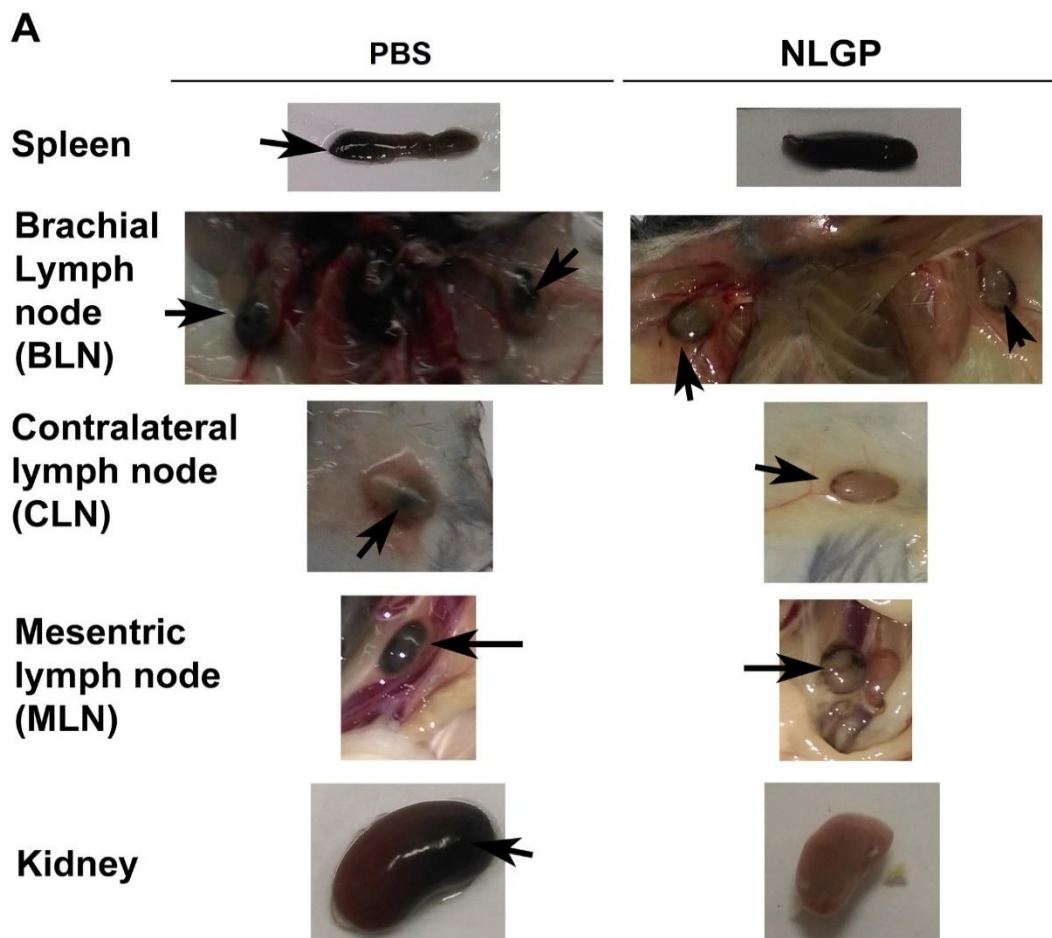 A
PBS
NLGP
Spleen
Brachial
Lymph
node
(BLN)
Contralateral
lymph node
(CLN)
Mesentric
lymph node
(MLN)
Kidney